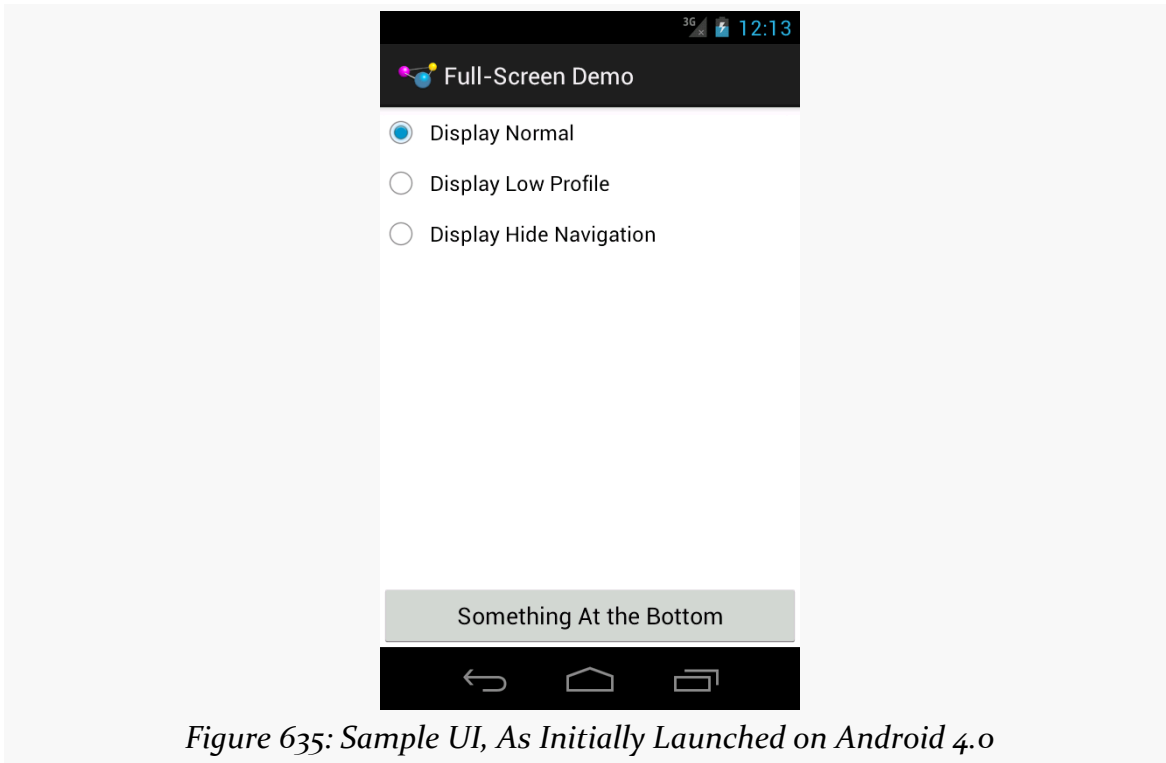 3G 12:13
Full-Screen Demo
Display Normal
Display Low Profile
Display Hide Navigation
Something At the Bottom
Figure 635: Sample UI, As Initially Launched on Android 4.0